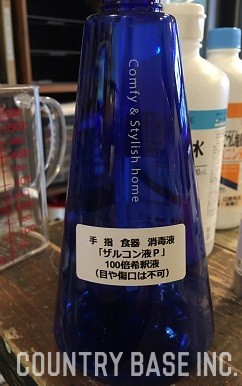 Comfy & Stylish home
手 指 食器 消毒液
「ザルコン液P」
100倍希釈液
(目や傷口は不可)
水
COUNTRY BASE INC.